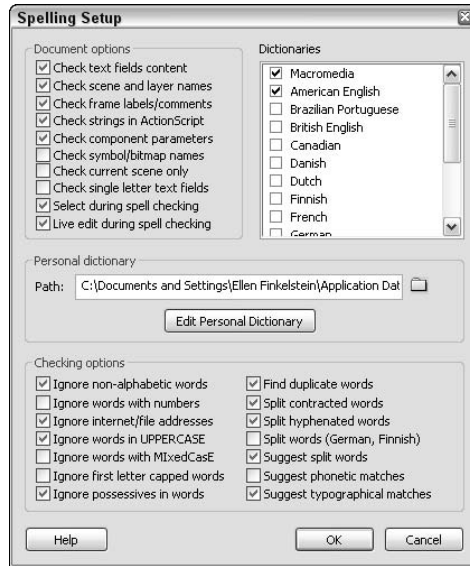 Spelling Setup
Document options
Check text fields content
Check scene and layer names
Check frame labels/comments
Check strings in ActionScript
Check component parameters
Check symbol/bitmap names
Check current scene only
Check single letter text fields
Select during spell checking
Live edit during spell checking
Dictionaries
Macromedia
American English
Brazilian Portuguese
British English
Canadian
Danish
Dutch
Finnish
French
German
Personal dictionary
Path: C:\Documents and Settings\Ellen Finkelstein\Application Dat
Edit Personal Dictionary
Checking options
Ignore non-alphabetic words
Ignore words with numbers
Ignore internet/file addresses
Ignore words in UPPERCASE
Ignore words with MIxedCasE
Ignore first letter capped words
Ignore possessives in words
Find duplicate words
Split contracted words
Split hyphenated words
Split words (German, Finnish)
Suggest split words
Suggest phonetic matches
Suggest typographical matches
Help
OK
Cancel